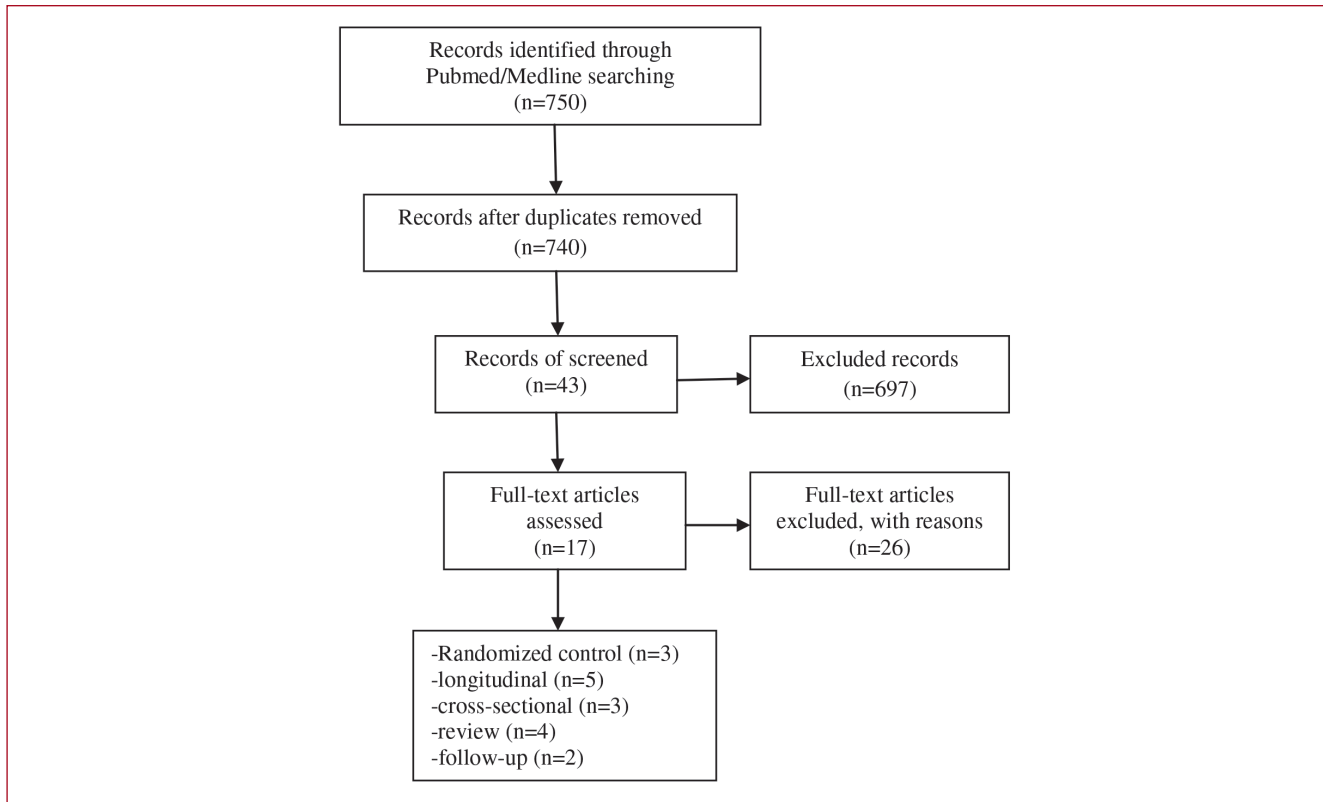 Records identified through
Pubmed/Medline searching
(n=750)
Records after duplicates removed
(n=740)
Records of screened
(n=43)
Excluded records
(n=697)
Full-text articles
assessed
(n=17)
Full-text articles
excluded, with reasons
(n=26)
-Randomized control (n=3)
-longitudinal (n=5)
-cross-sectional (n=3)
-review (n=4)
-follow-up (n=2)